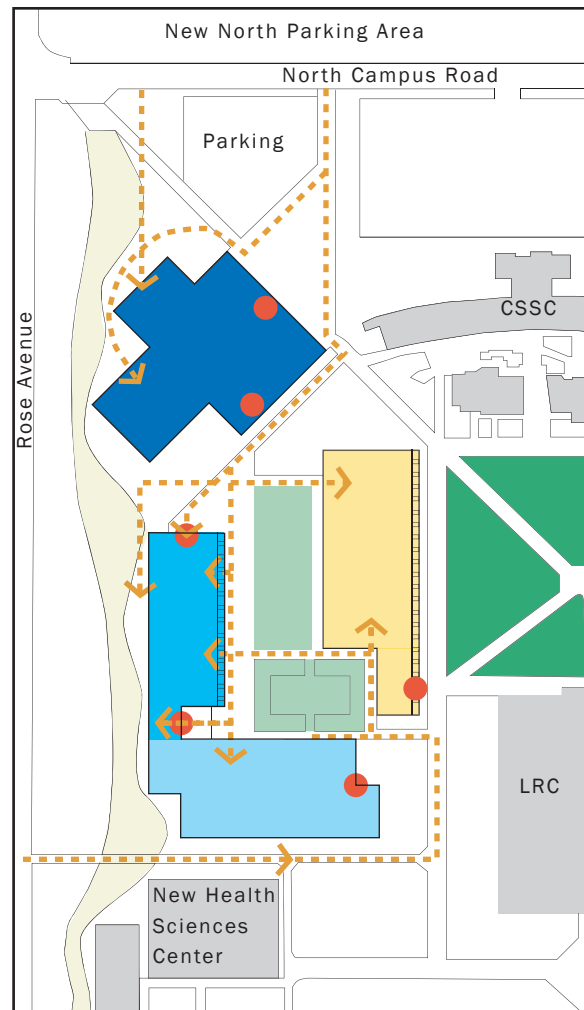 New North Parking Area
North Campus Road
Parking
CSSC
Rose Avenue
LRC
New Health
Sciences
Center